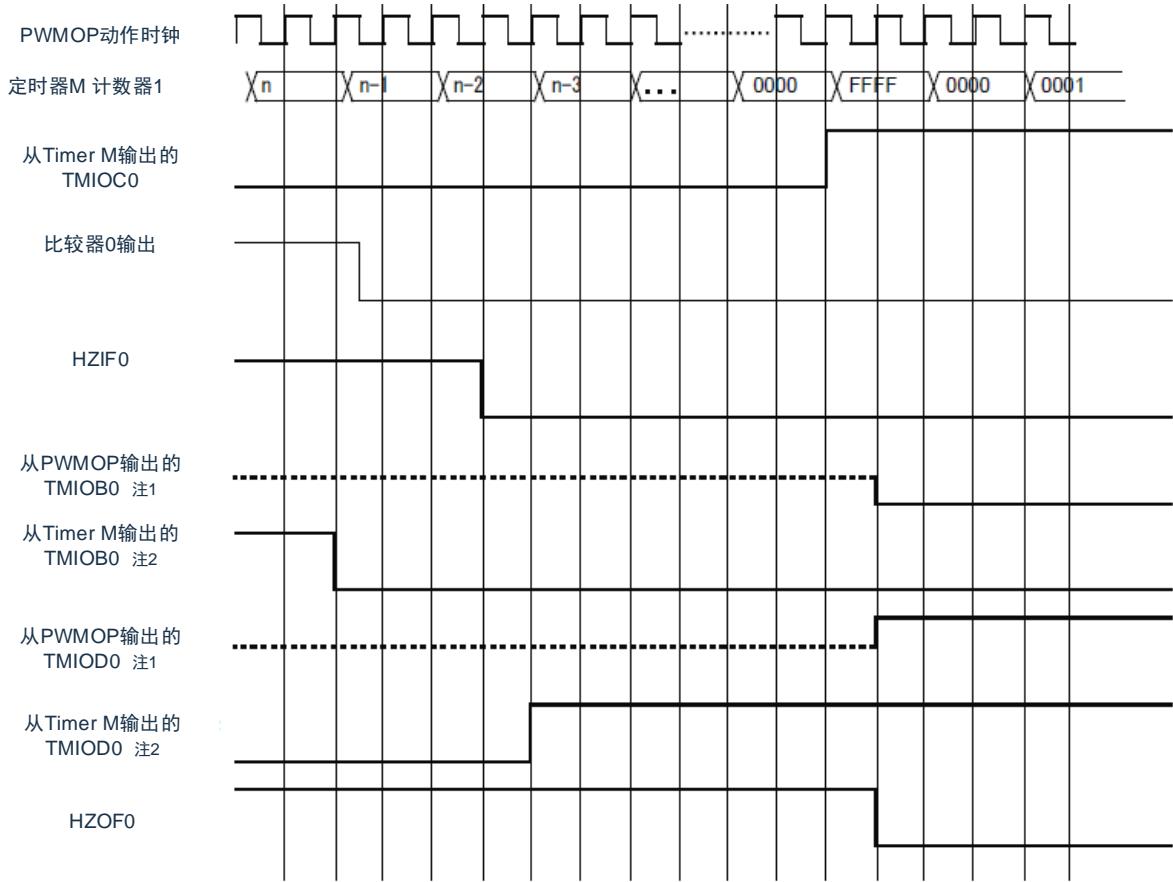 PWMOP动作时钟
定时器M 计数器1
n n-1 n-2 n-3 ... 0000 FFFF 0000 0001
从Timer M输出的
TMIOC0
比较器0输出
HZIF0
从PWMOP输出的
TMIOB0 注1
从Timer M输出的
TMIOB0 注2
从PWMOP输出的
TMIOD0 注1
从Timer M输出的
TMIOD0 注2
HZOF0